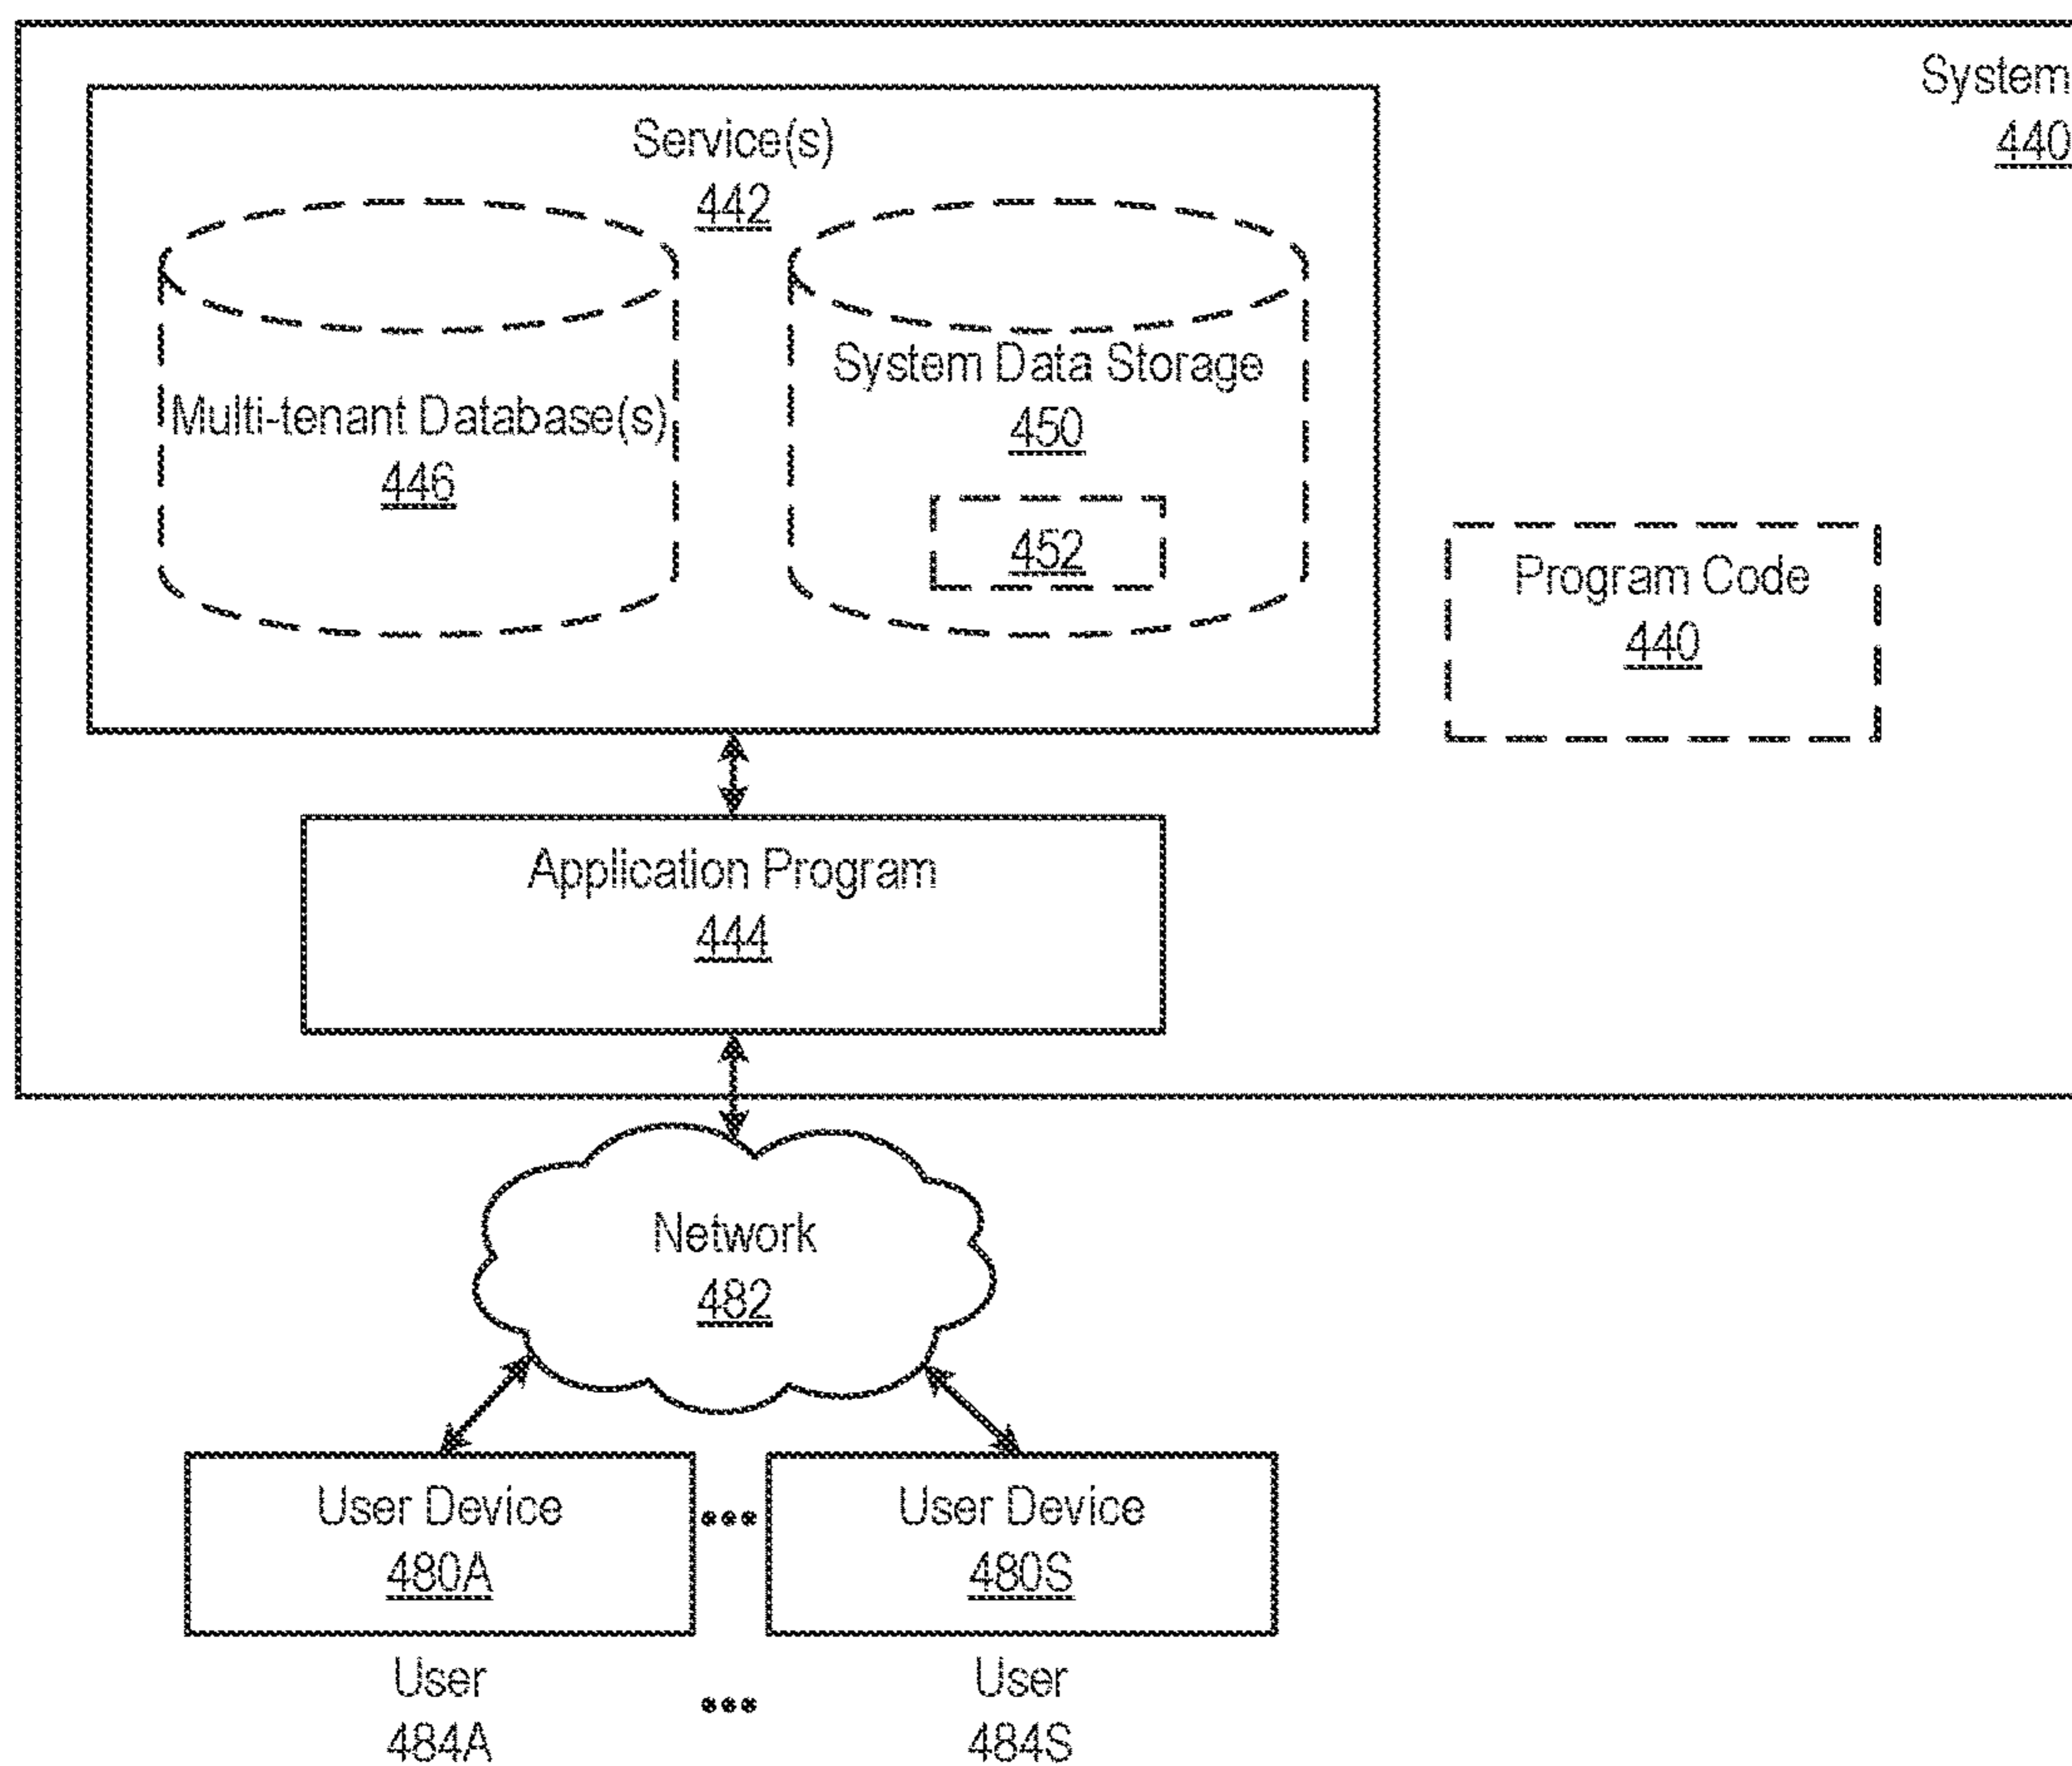 System
440
Service(s)
442
Multi-tenant Database(s)
446
System Data Storage
450
452
Program Code
440
Application Program
444
Network
482
User Device
480A
User Device
480S
User
484A
User
484S